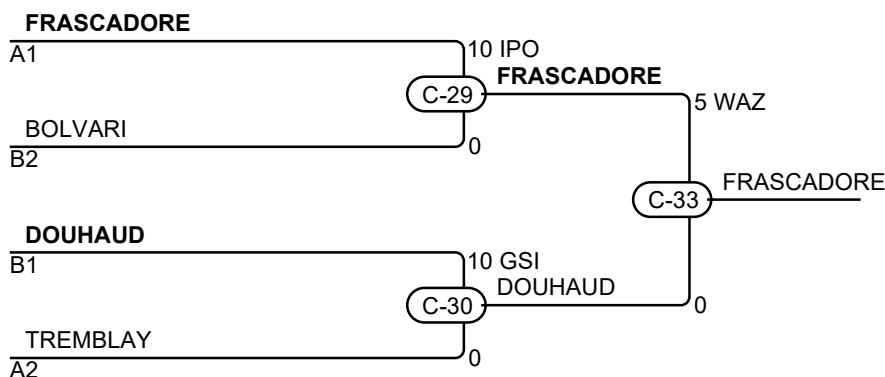 FRASCADORE
A1
10 IPO
FRASCADORE
C-29
5 WAZ
BOLVARI
0
B2
FRASCADORE
C-33
DOUHAUD
B1
10 GSI
DOUHAUD
C-30
0
TREMBLAY
0
A2